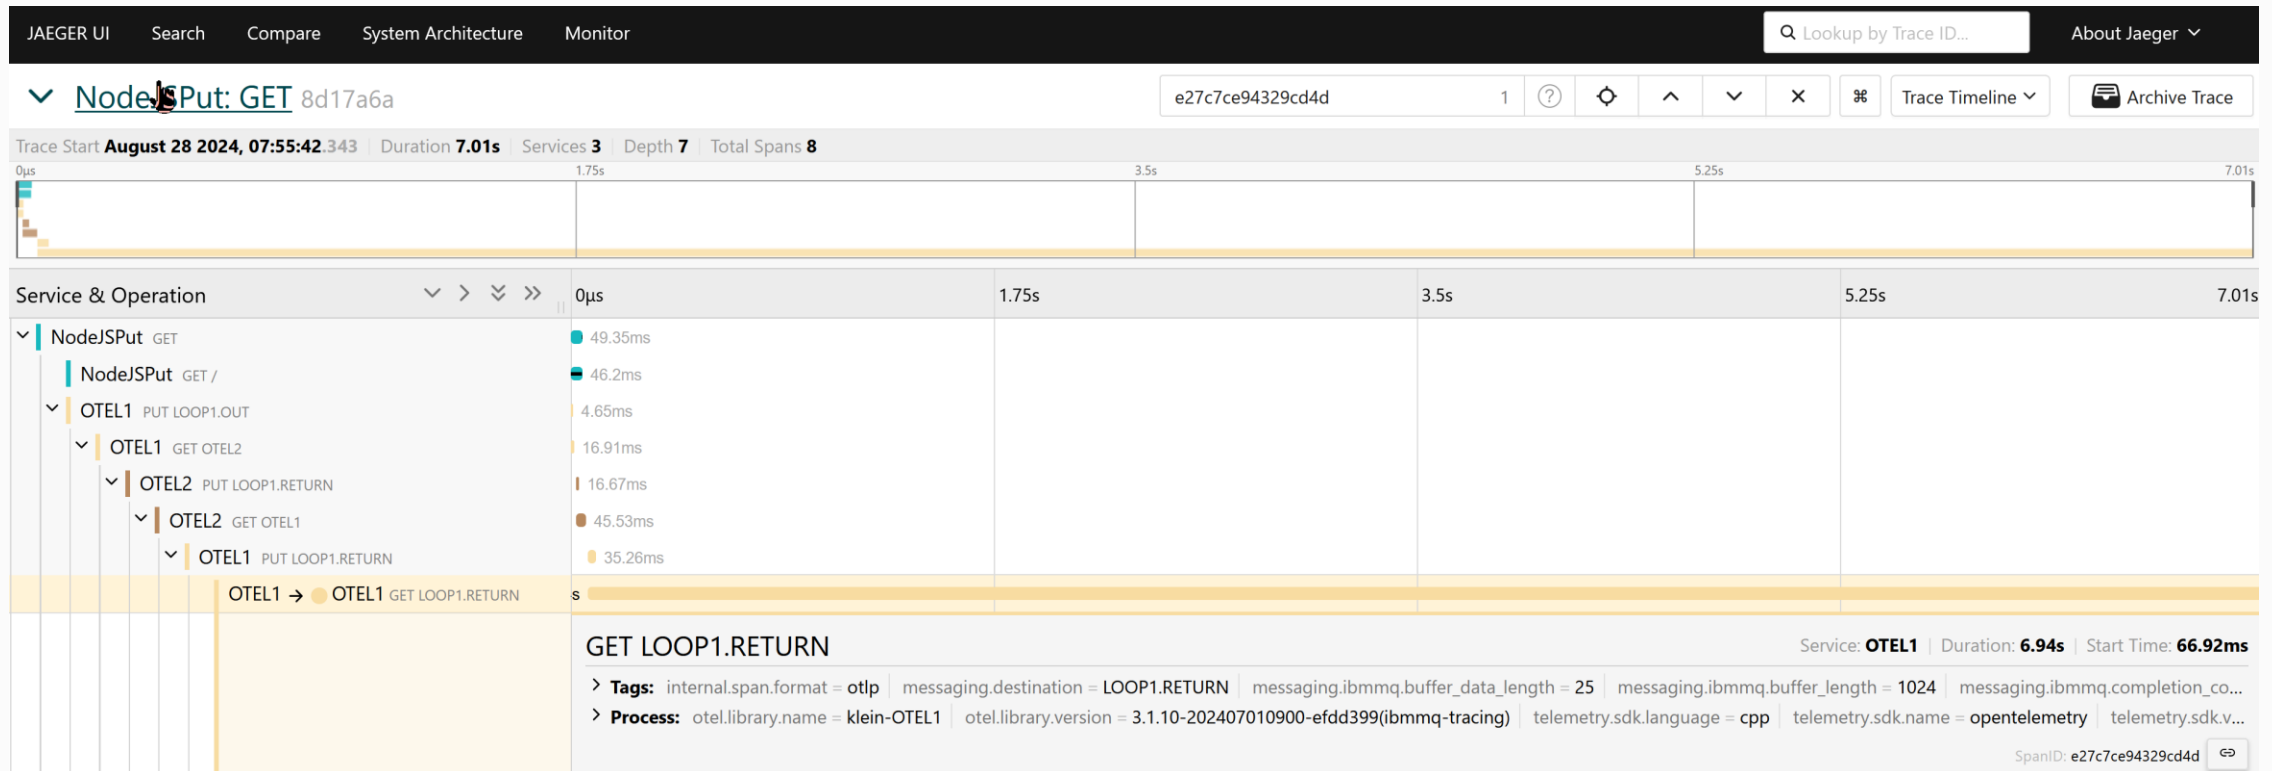 JAEGER UI Search Compare System Architecture Monitor Lookup by Trace ID... About Jaeger
NodeJSPut: GET 8d17a6a e27c7ce94329cd4d 1 ? ⌘ Trace Timeline Archive Trace
Trace Start August 28 2024, 07:55:42.343 Duration 7.01s Services 3 Depth 7 Total Spans 8
0μs 1.75s 3.5s 5.25s 7.01s
Service & Operation 0μs 1.75s 3.5s 5.25s 7.01s
NodeJSPut GET 49.35ms
NodeJSPut GET / 46.2ms
OTEL1 PUT LOOP1.OUT 4.65ms
OTEL1 GET OTEL2 16.91ms
OTEL2 PUT LOOP1.RETURN 16.67ms
OTEL2 GET OTEL1 45.53ms
OTEL1 PUT LOOP1.RETURN 35.26ms
OTEL1 → OTEL1 GET LOOP1.RETURN s
GET LOOP1.RETURN Service: OTEL1 Duration: 6.94s Start Time: 66.92ms
Tags: internal.span.format = otlp messaging.destination = LOOP1.RETURN messaging.ibmmq.buffer_data_length = 25 messaging.ibmmq.buffer_length = 1024 messaging.ibmmq.completion_co...
Process: otel.library.name = klein-OTEL1 otel.library.version = 3.1.10-202407010900-efdd399(ibmmq-tracing) telemetry.sdk.language = cpp telemetry.sdk.name = opentelemetry telemetry.sdk.v...
SpanID: e27c7ce94329cd4d